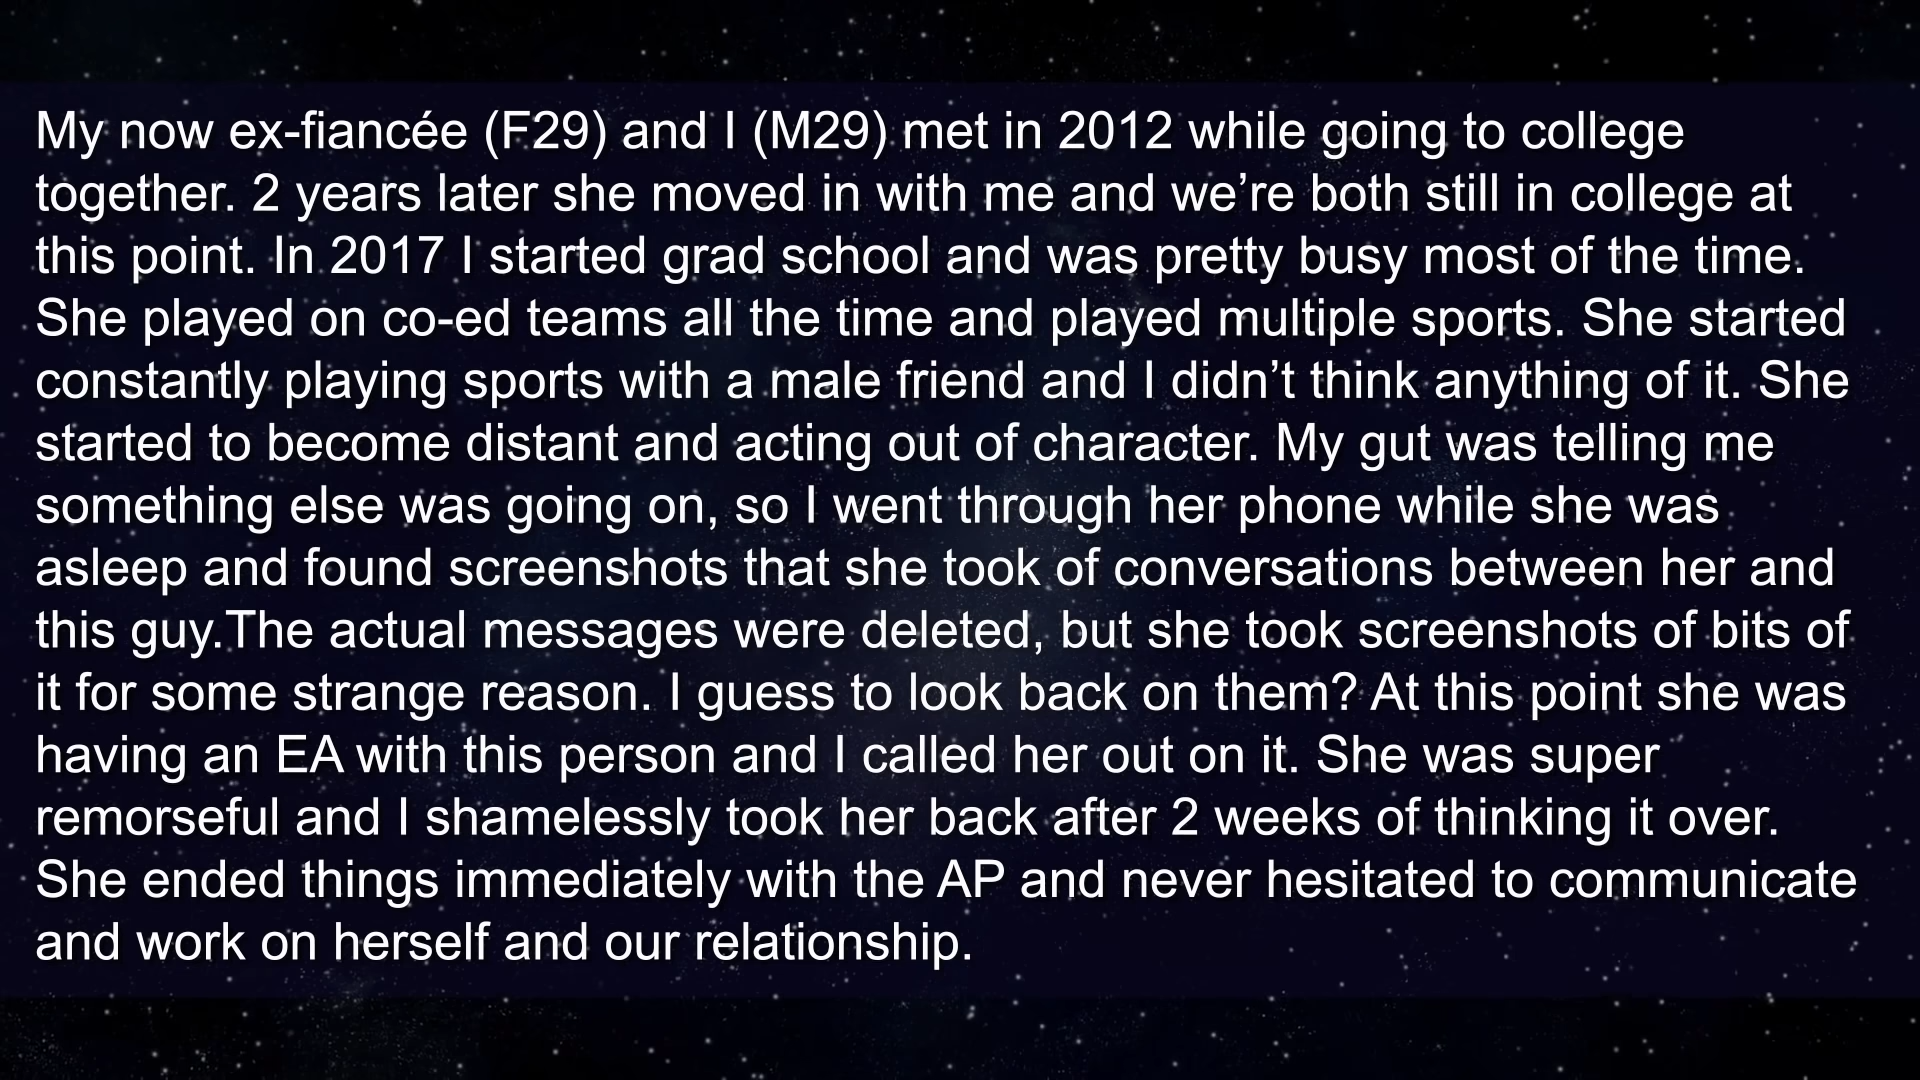 My now ex-fiancée (F29) and I (M29) met in 2012 while going to college
together. 2 years later she moved in with me and we’re both still in college at
this point. In 2017 I started grad school and was pretty busy most of the time.
She played on co-ed teams all the time and played multiple sports. She started
constantly playing sports with a male friend and I didn’t think anything of it. She
started to become distant and acting out of character. My gut was telling me
something else was going on, so I went through her phone while she was
asleep and found screenshots that she took of conversations between her and
this guy.The actual messages were deleted, but she took screenshots of bits of
it for some strange reason. I guess to look back on them? At this point she was
having an EA with this person and I called her out on it. She was super
remorseful and I shamelessly took her back after 2 weeks of thinking it over.
She ended things immediately with the AP and never hesitated to communicate
and work on herself and our relationship.